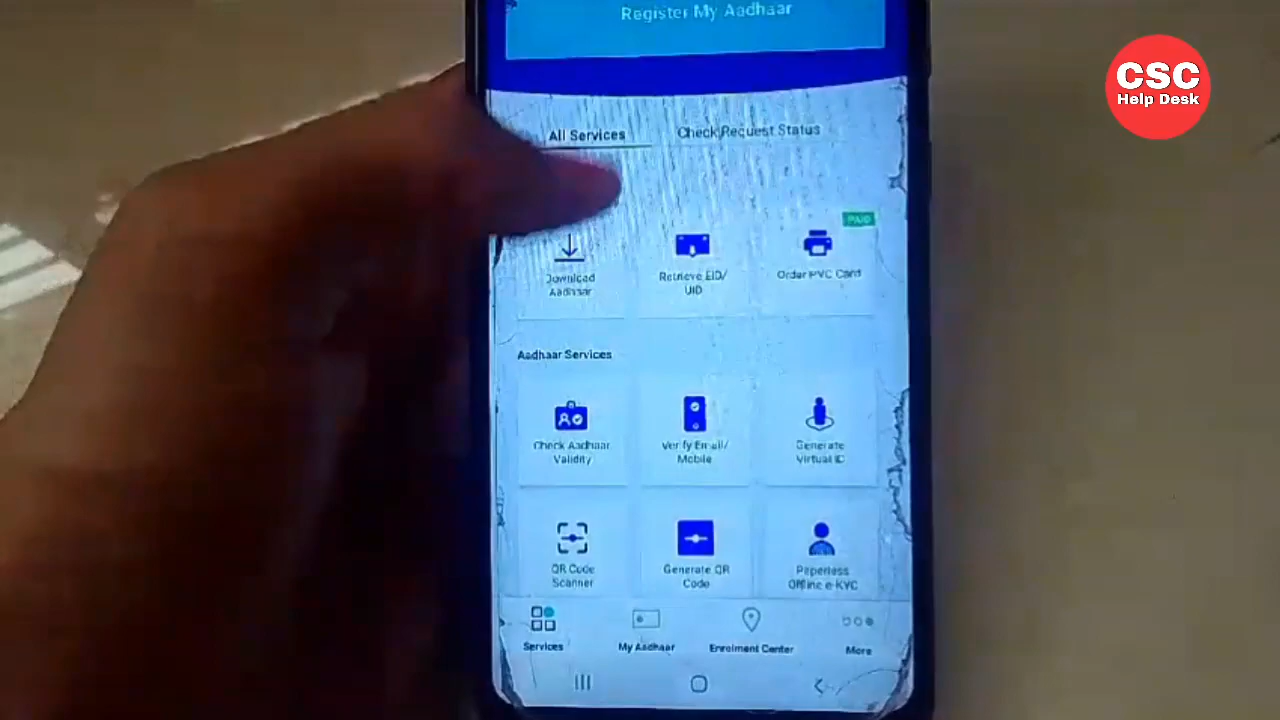 Register My Aadhaar
CSC
Help Desk
All Services
Check Request Status
PAID
Download
Aadhaar
Retrieve EID/
UID
Order PVC Card
Aadhaar Services
Check Aadhaar
Validity
Verify Email/
Mobile
Generate
Virtual ID
QR Code
Scanner
Generate QR
Code
Paperless
Offline e-KYC
Services
My Aadhaar
Enrolment Center
More